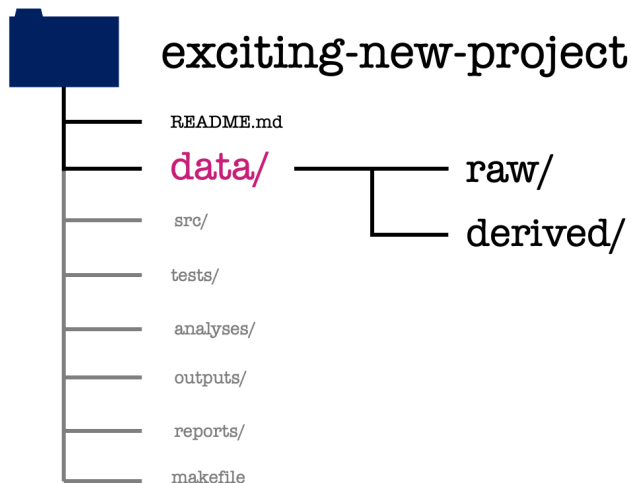 exciting-new-project
README.md
data/
raw/
derived/
src/
tests/
analyses/
outputs/
reports/
makefile